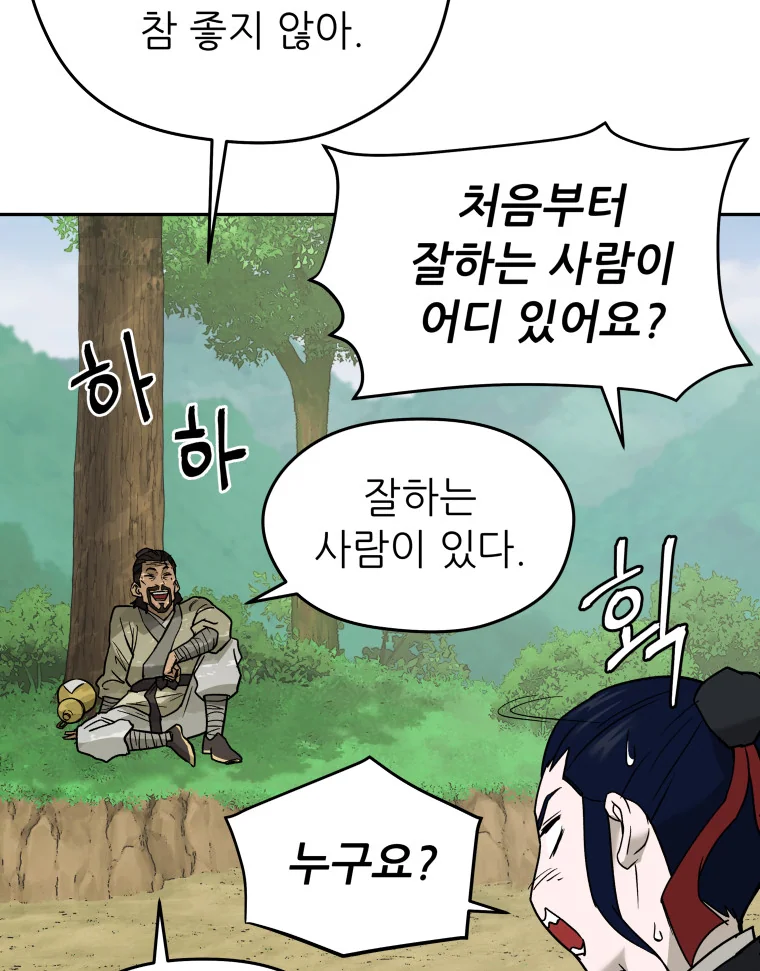 참 좋지 않아.
처음부터
잘하는 사람이
어디 있어요?
하
하
잘하는
사람이 있다.
홱
누구요?